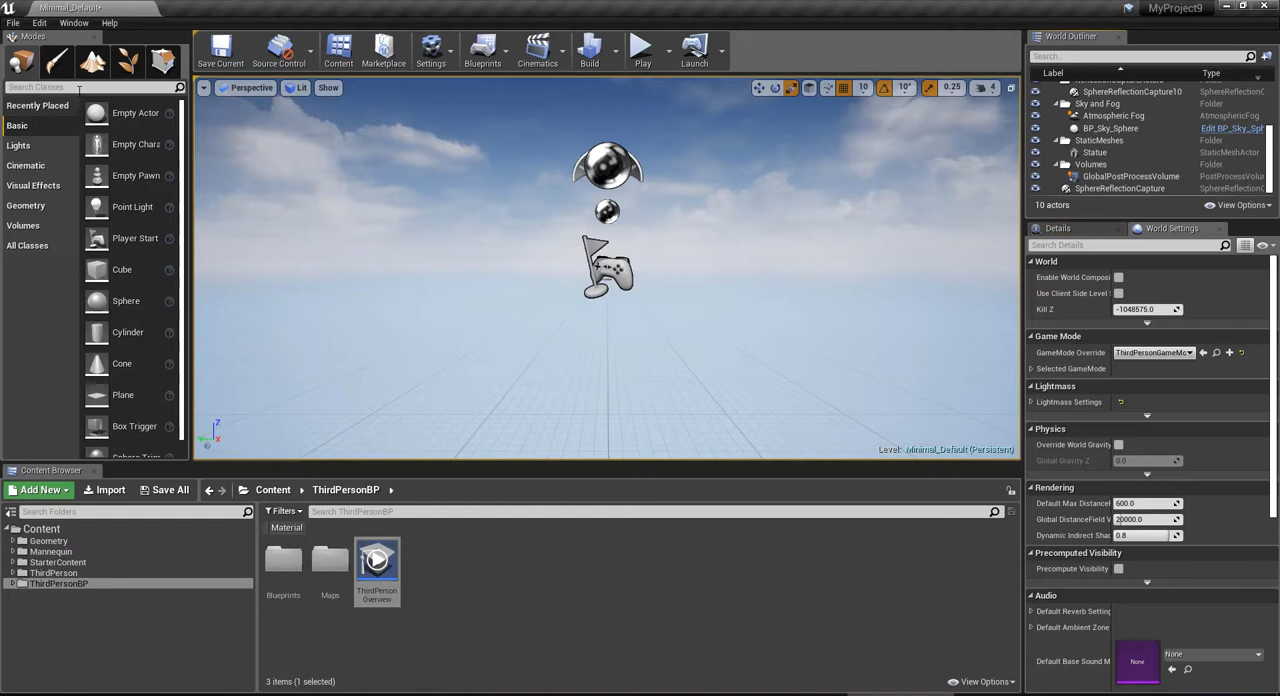 Minimal_Default*
MyProject9
File Edit Window Help
Modes
Search Classes
Recently Placed
Basic
Lights
Cinematic
Visual Effects
Geometry
Volumes
All Classes
Empty Actor
Empty Chara
Empty Pawn
Point Light
Player Start
Cube
Sphere
Cylinder
Cone
Plane
Box Trigger
Save Current
Source Control
Content
Marketplace
Settings
Blueprints
Cinematics
Build
Play
Launch
Perspective Lit Show
10 10° 0.25 4
Level: Minimal_Default (Persistent)
World Outliner
Search...
Label Type
SphereReflectionCapture10 SphereReflectionC
Sky and Fog Folder
Atmospheric Fog AtmosphericFog
BP_Sky_Sphere Edit BP_Sky_Sph
StaticMeshes Folder
Statue StaticMeshActor
Volumes Folder
GlobalPostProcessVolume PostProcessVolu
SphereReflectionCapture SphereReflectionC
10 actors View Options
Details World Settings
Search Details
World
Enable World Composi
Use Client Side Level
Kill Z -1048575.0
Game Mode
GameMode Override ThirdPersonGameMc
Selected GameMode
Lightmass
Lightmass Settings
Physics
Override World Gravity
Global Gravity Z 0.0
Rendering
Default Max Distance 600.0
Global DistanceField V 20000.0
Dynamic Indirect Shac 0.8
Precomputed Visibility
Precompute Visibility
Audio
Default Reverb Setting
Default Ambient Zone
Default Base Sound M None None
Content Browser
Add New Import Save All Content ThirdPersonBP
Search Folders
Content
Geometry
Mannequin
StarterContent
ThirdPerson
ThirdPersonBP
Filters Search ThirdPersonBP
Material
Blueprints
Maps
ThirdPerson
Overview
3 items (1 selected) View Options